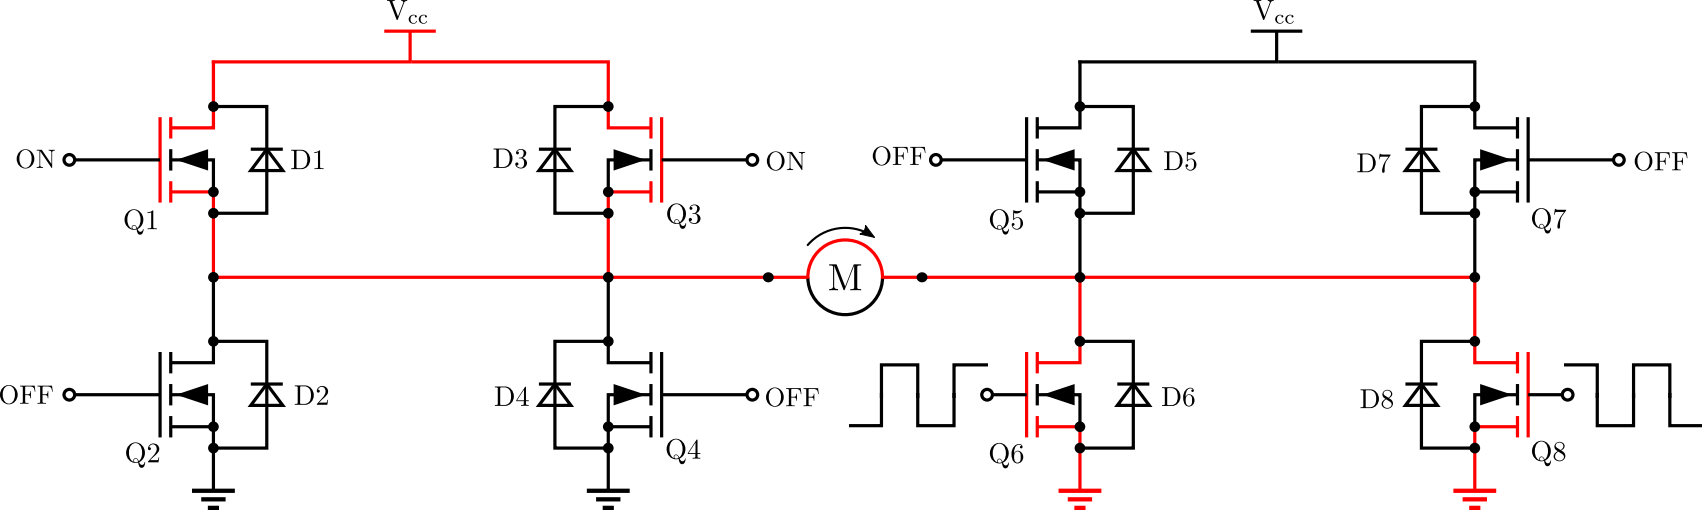 Vcc
Vcc
ON
D1
D3
ON
OFF
D5
D7
OFF
Q1
Q3
Q5
Q7
M
OFF
D2
D4
OFF
D6
D8
Q2
Q4
Q6
Q8